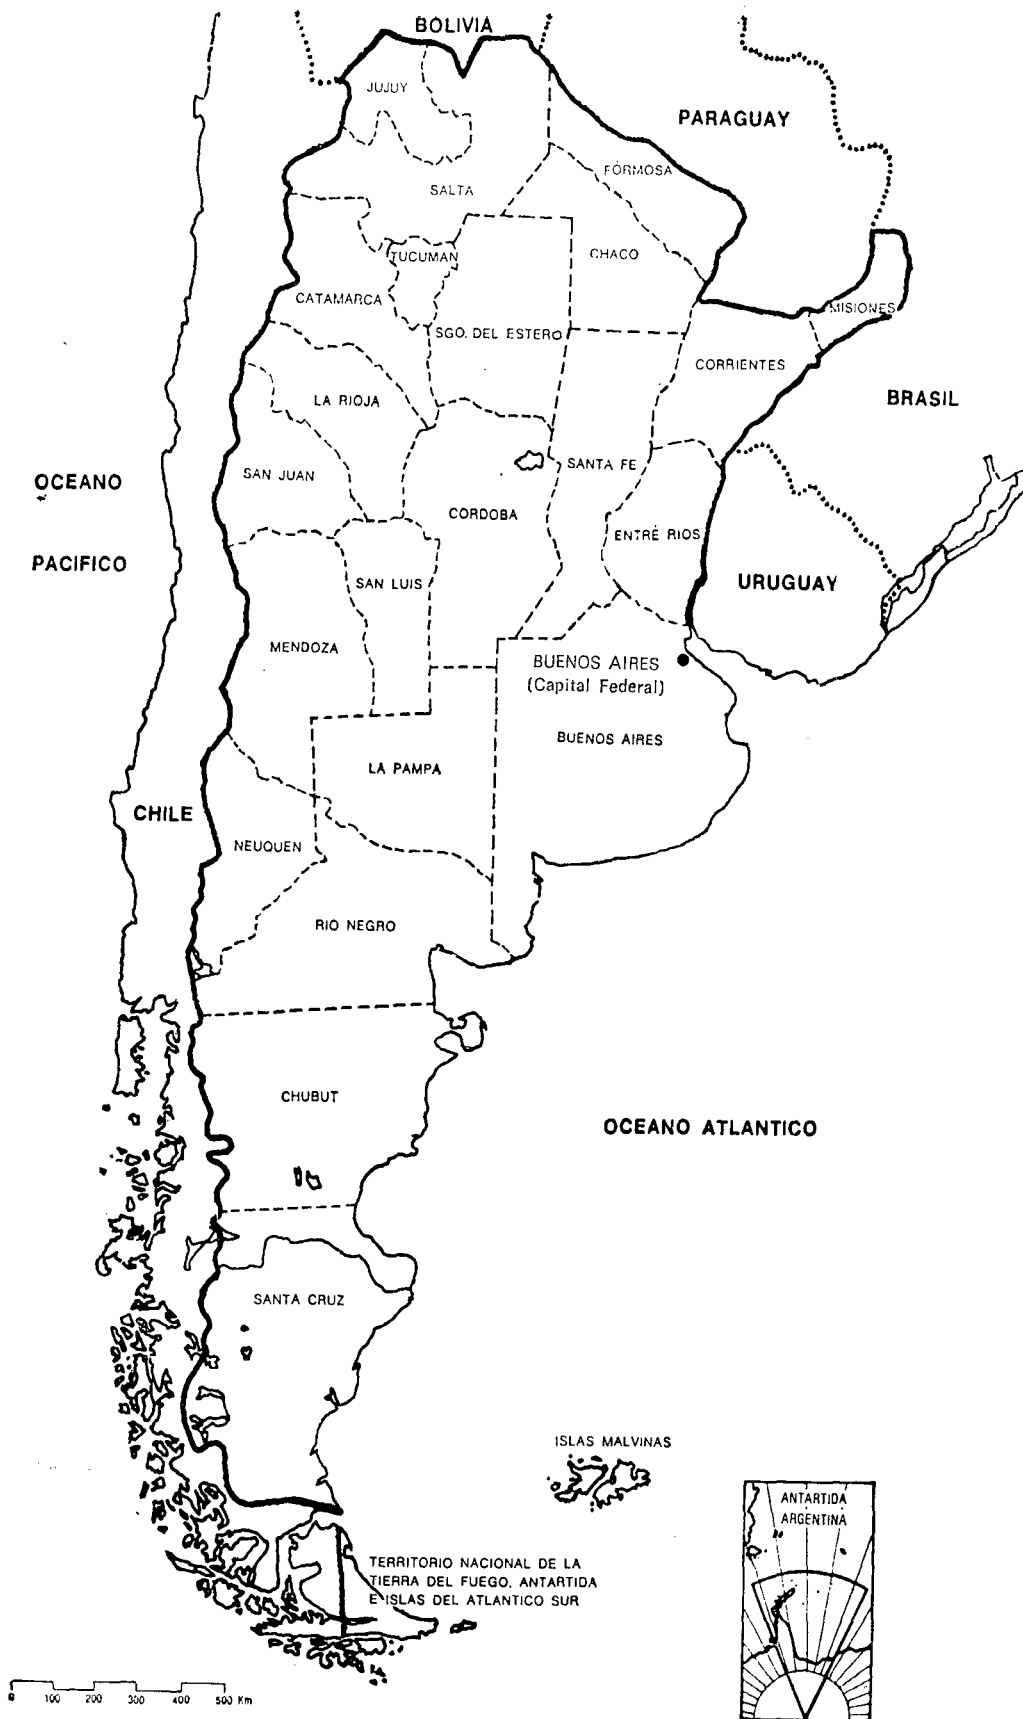 BOLIVIA
JUJUY
PARAGUAY
FORMOSA
SALTA
CHACO
TUCUMAN
CATAMARCA
MISIONES
SGO. DEL ESTERO
CORRIENTES
BRASIL
LA RIOJA
SANTA FE
SAN JUAN
OCEANO
PACIFICO
CORDOBA
ENTRE RIOS
SAN LUIS
URUGUAY
MENDOZA
BUENOS AIRES
(Capital Federal)
BUENOS AIRES
LA PAMPA
CHILE
NEUQUEN
RIO NEGRO
CHUBUT
OCEANO ATLANTICO
SANTA CRUZ
ISLAS MALVINAS
ANTARTIDA
ARGENTINA
TERRITORIO NACIONAL DE LA
TIERRA DEL FUEGO, ANTARTIDA
E ISLAS DEL ATLANTICO SUR
0 100 200 300 400 500 Km